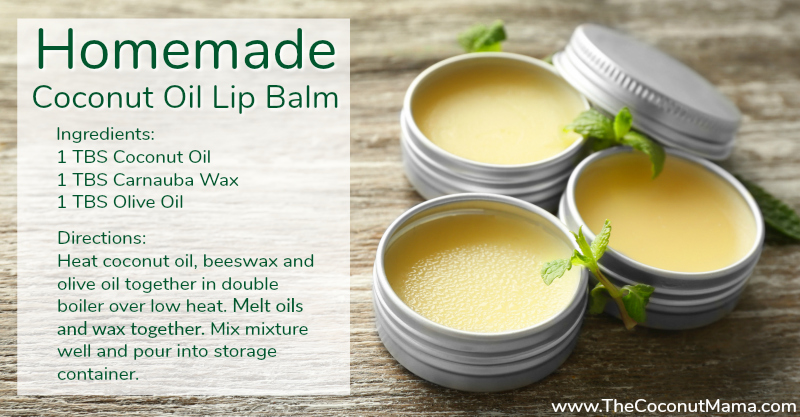 Homemade
Coconut Oil Lip Balm
Ingredients:
1 TBS Coconut Oil
1 TBS Carnauba Wax
1 TBS Olive Oil
Directions:
Heat coconut oil, beeswax and
olive oil together in double
boiler over low heat. Melt oils
and wax together. Mix mixture
well and pour into storage
container.
www.TheCoconutMama.com